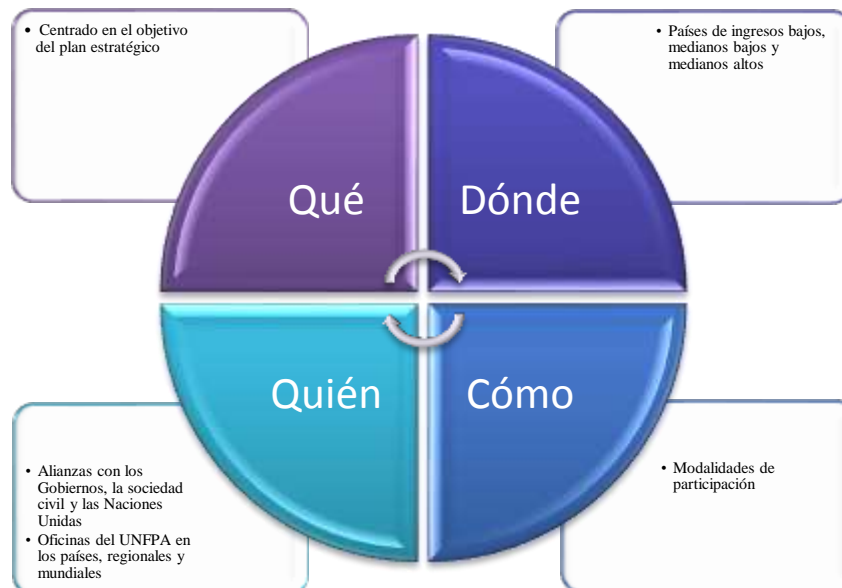 • Centrado en el objetivo
del plan estratégico
• Países de ingresos bajos,
medianos bajos y
medianos altos
Qué
Dónde
Quién
Cómo
• Alianzas con los
Gobiernos, la sociedad
civil y las Naciones
Unidas
• Oficinas del UNFPA en
los países, regionales y
mundiales
• Modalidades de
participación